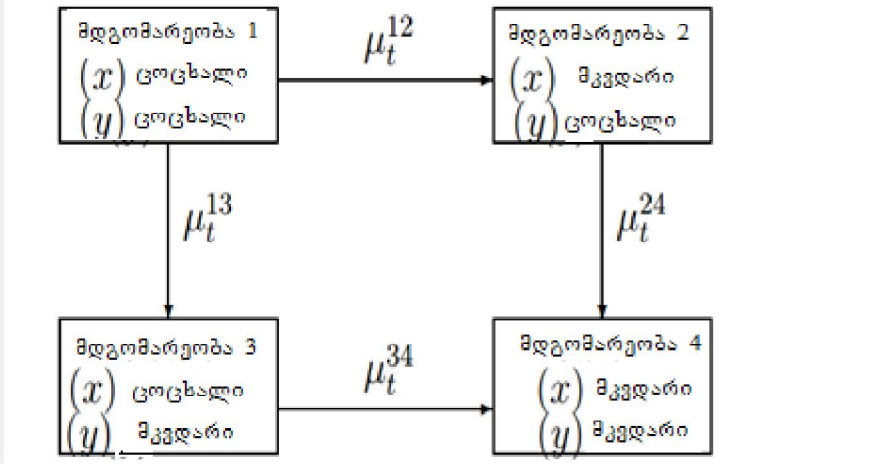 მდგომარეობა 1
(x) ცოცხალი
(y) ცოცხალი
μ_t^{12}
მდგომარეობა 2
(x) მკვდარი
(y) ცოცხალი
μ_t^{13}
μ_t^{24}
მდგომარეობა 3
(x) ცოცხალი
(y) მკვდარი
μ_t^{34}
მდგომარეობა 4
(x) მკვდარი
(y) მკვდარი